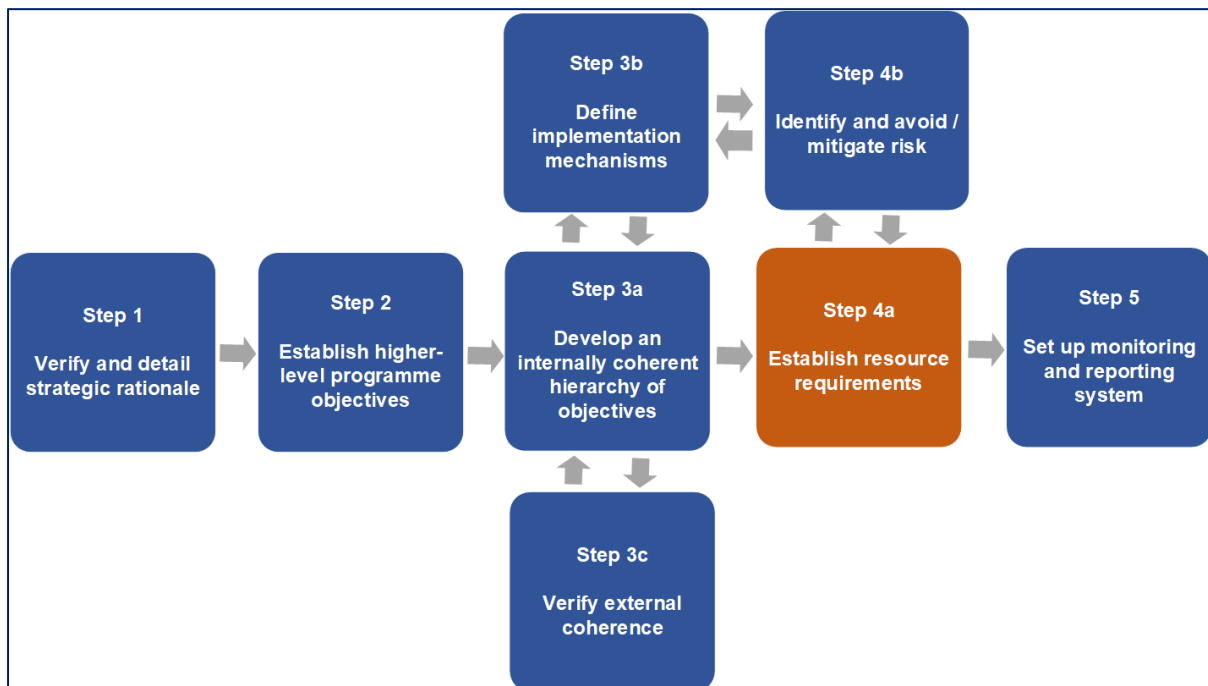 Step 3b
Define
implementation
mechanisms
Step 4b
Identify and avoid /
mitigate risk
Step 1
Verify and detail
strategic rationale
Step 2
Establish higher-
level programme
objectives
Step 3a
Develop an
internally coherent
hierarchy of
objectives
Step 4a
Establish resource
requirements
Step 5
Set up monitoring
and reporting
system
Step 3c
Verify external
coherence